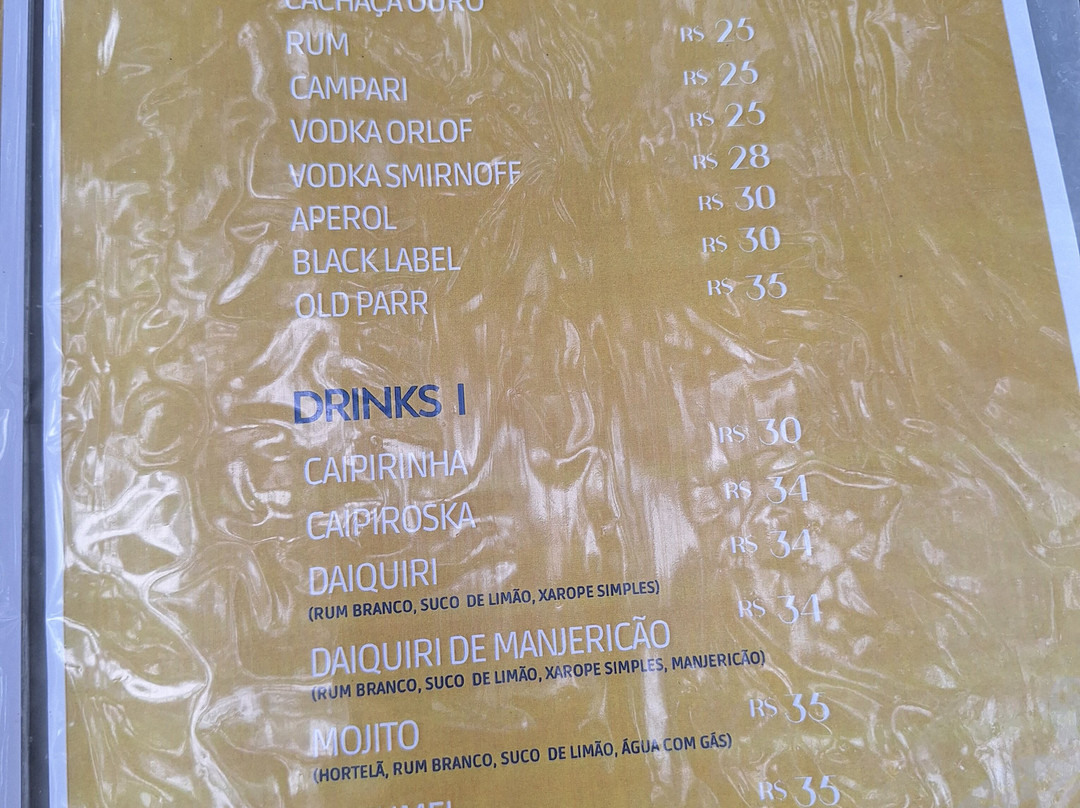 CACHAÇA OURO
RUM R$ 25
CAMPARI R$ 25
VODKA ORLOF R$ 25
VODKA SMIRNOFF R$ 28
APEROL R$ 30
BLACK LABEL R$ 30
OLD PARR R$ 35
DRINKS I
CAIPIRINHA R$ 30
CAIPIROSKA R$ 34
DAIQUIRI R$ 34
(RUM BRANCO, SUCO DE LIMÃO, XAROPE SIMPLES)
DAIQUIRI DE MANJERICÃO R$ 34
(RUM BRANCO, SUCO DE LIMÃO, XAROPE SIMPLES, MANJERICÃO)
MOJITO R$ 35
(HORTELÃ, RUM BRANCO, SUCO DE LIMÃO, ÁGUA COM GÁS)
R$ 35